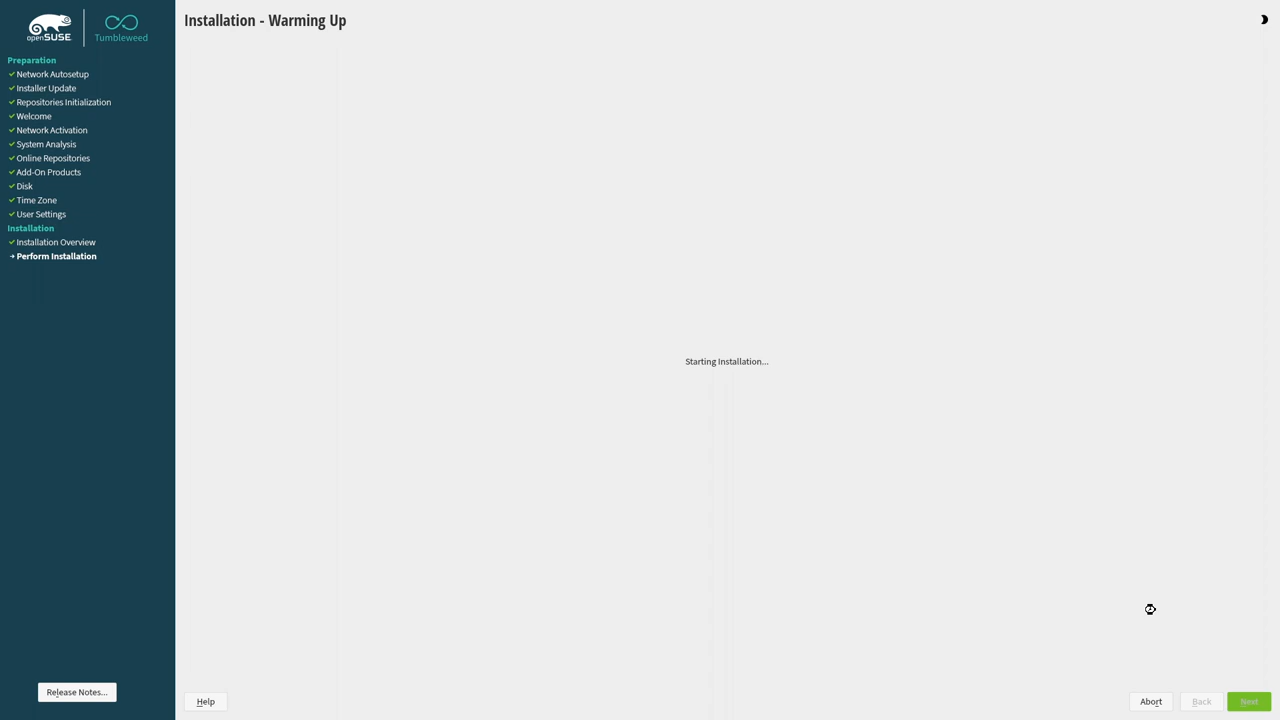 openSUSE
Tumbleweed
Installation - Warming Up
Preparation
Network Autosetup
Installer Update
Repositories Initialization
Welcome
Network Activation
System Analysis
Online Repositories
Add-On Products
Disk
Time Zone
User Settings
Installation
Installation Overview
Perform Installation
Starting Installation...
Release Notes...
Help
Abort
Back
Next